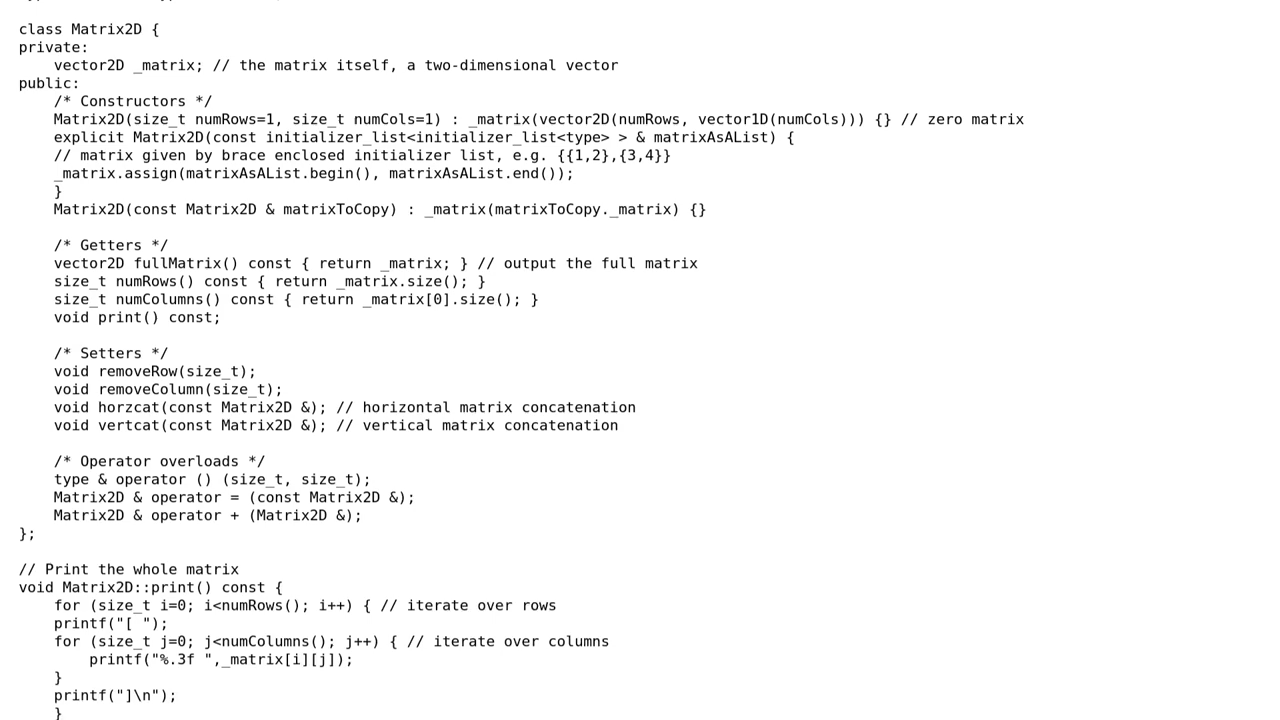 class Matrix2D {
private:
    vector2D _matrix; // the matrix itself, a two-dimensional vector
public:
    /* Constructors */
    Matrix2D(size_t numRows=1, size_t numCols=1) : _matrix(vector2D(numRows, vector1D(numCols))) {} // zero matrix
    explicit Matrix2D(const initializer_list<initializer_list<type> > & matrixAsAList) {
    // matrix given by brace enclosed initializer list, e.g. {{1,2},{3,4}}
    _matrix.assign(matrixAsAList.begin(), matrixAsAList.end());
    }
    Matrix2D(const Matrix2D & matrixToCopy) : _matrix(matrixToCopy._matrix) {}

    /* Getters */
    vector2D fullMatrix() const { return _matrix; } // output the full matrix
    size_t numRows() const { return _matrix.size(); }
    size_t numColumns() const { return _matrix[0].size(); }
    void print() const;

    /* Setters */
    void removeRow(size_t);
    void removeColumn(size_t);
    void horzcat(const Matrix2D &); // horizontal matrix concatenation
    void vertcat(const Matrix2D &); // vertical matrix concatenation

    /* Operator overloads */
    type & operator () (size_t, size_t);
    Matrix2D & operator = (const Matrix2D &);
    Matrix2D & operator + (Matrix2D &);
};

// Print the whole matrix
void Matrix2D::print() const {
    for (size_t i=0; i<numRows(); i++) { // iterate over rows
    printf("[ ");
    for (size_t j=0; j<numColumns(); j++) { // iterate over columns
        printf("%.3f ",_matrix[i][j]);
    }
    printf("]\n");
    }